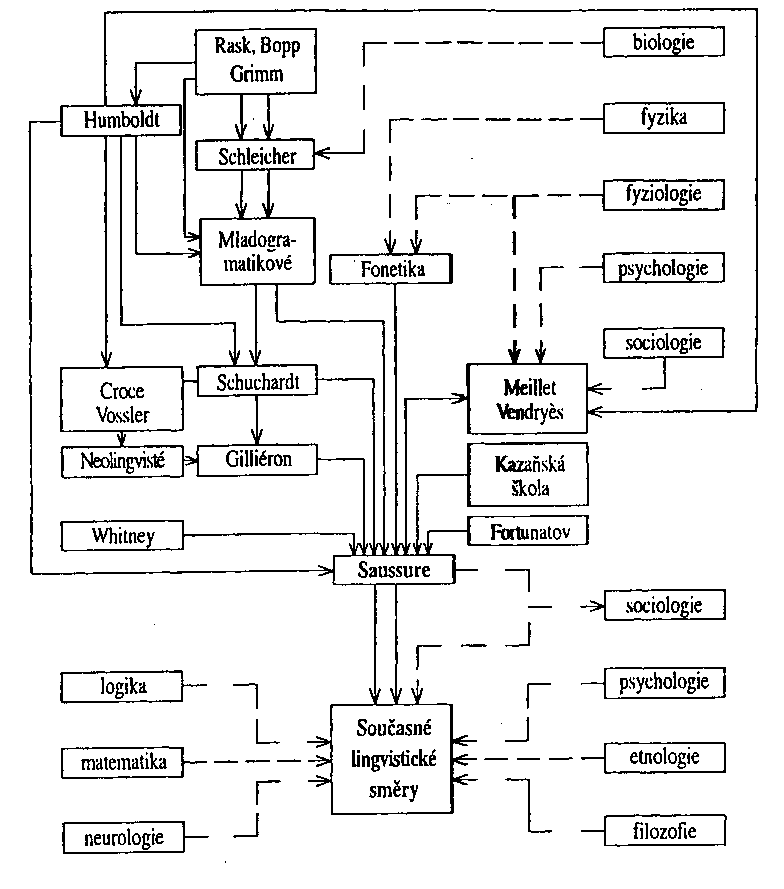 Rask, Bopp
Grimm
biologie
Humboldt
fyzika
Schleicher
fyziologie
Mladogra-
matikové
Fonetika
psychologie
sociologie
Croce
Vossler
Schuchardt
Meillet
Vendryès
Neolingvisté
Gilliéron
Kazaňská
škola
Whitney
Fortunatov
Saussure
sociologie
logika
psychologie
Současné
lingvistické
směry
matematika
etnologie
neurologie
filozofie